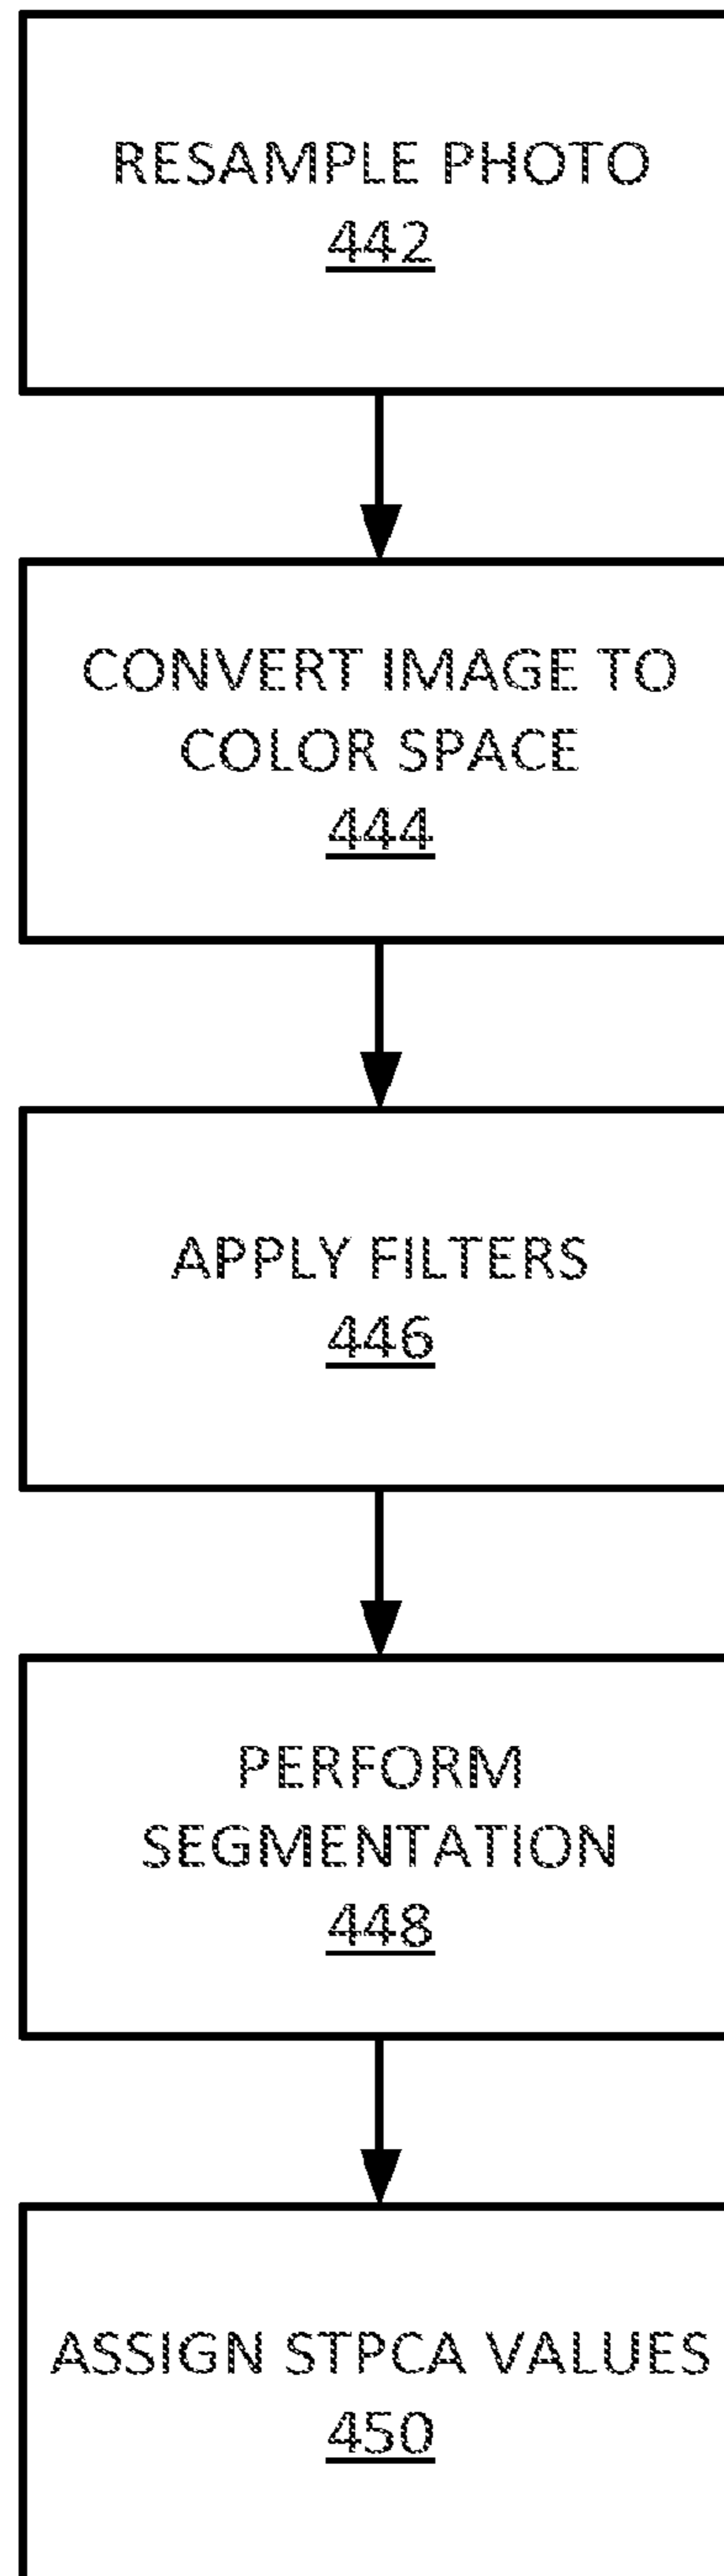 RESAMPLE PHOTO
442
CONVERT IMAGE TO
COLOR SPACE
444
APPLY FILTERS
446
PERFORM
SEGMENTATION
448
ASSIGN STPCA VALUES
450